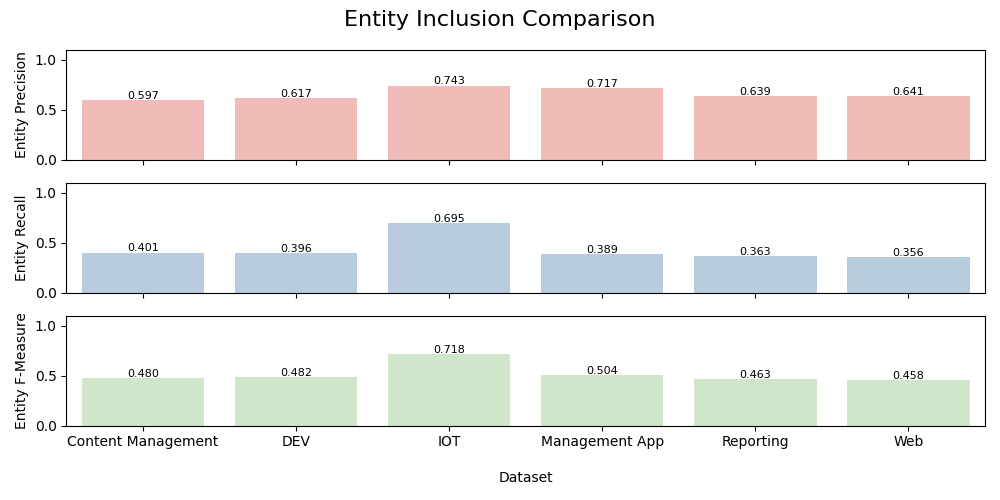 Entity Inclusion Comparison
Entity Precision
1.0
0.5
0.0
0.597
0.617
0.743
0.717
0.639
0.641
Entity Recall
1.0
0.5
0.0
0.401
0.396
0.695
0.389
0.363
0.356
Entity F-Measure
1.0
0.5
0.0
0.480
0.482
0.718
0.504
0.463
0.458
Content Management
DEV
IOT
Management App
Reporting
Web
Dataset